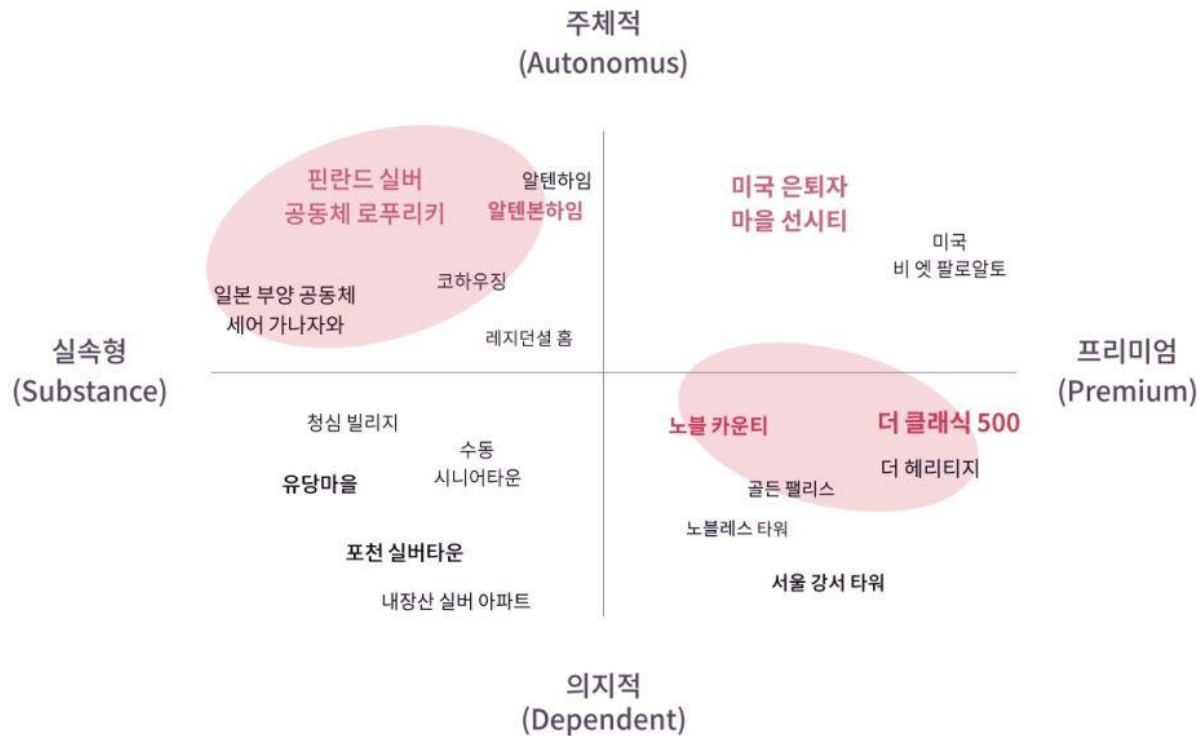 주체적
(Autonomus)
핀란드 실버
공동체 로푸리키
알텐하임
알텐본하임
미국 은퇴자
마을 선시티
미국
비 엣 팔로알토
코하우징
일본 부양 공동체
세어 가나자와
레지던셜 홈
실속형
(Substance)
프리미엄
(Premium)
청심 빌리지
수동
시니어타운
유당마을
포천 실버타운
내장산 실버 아파트
노블 카운티
더 클래식 500
더 헤리티지
골든 팰리스
노블레스 타워
서울 강서 타워
의지적
(Dependent)